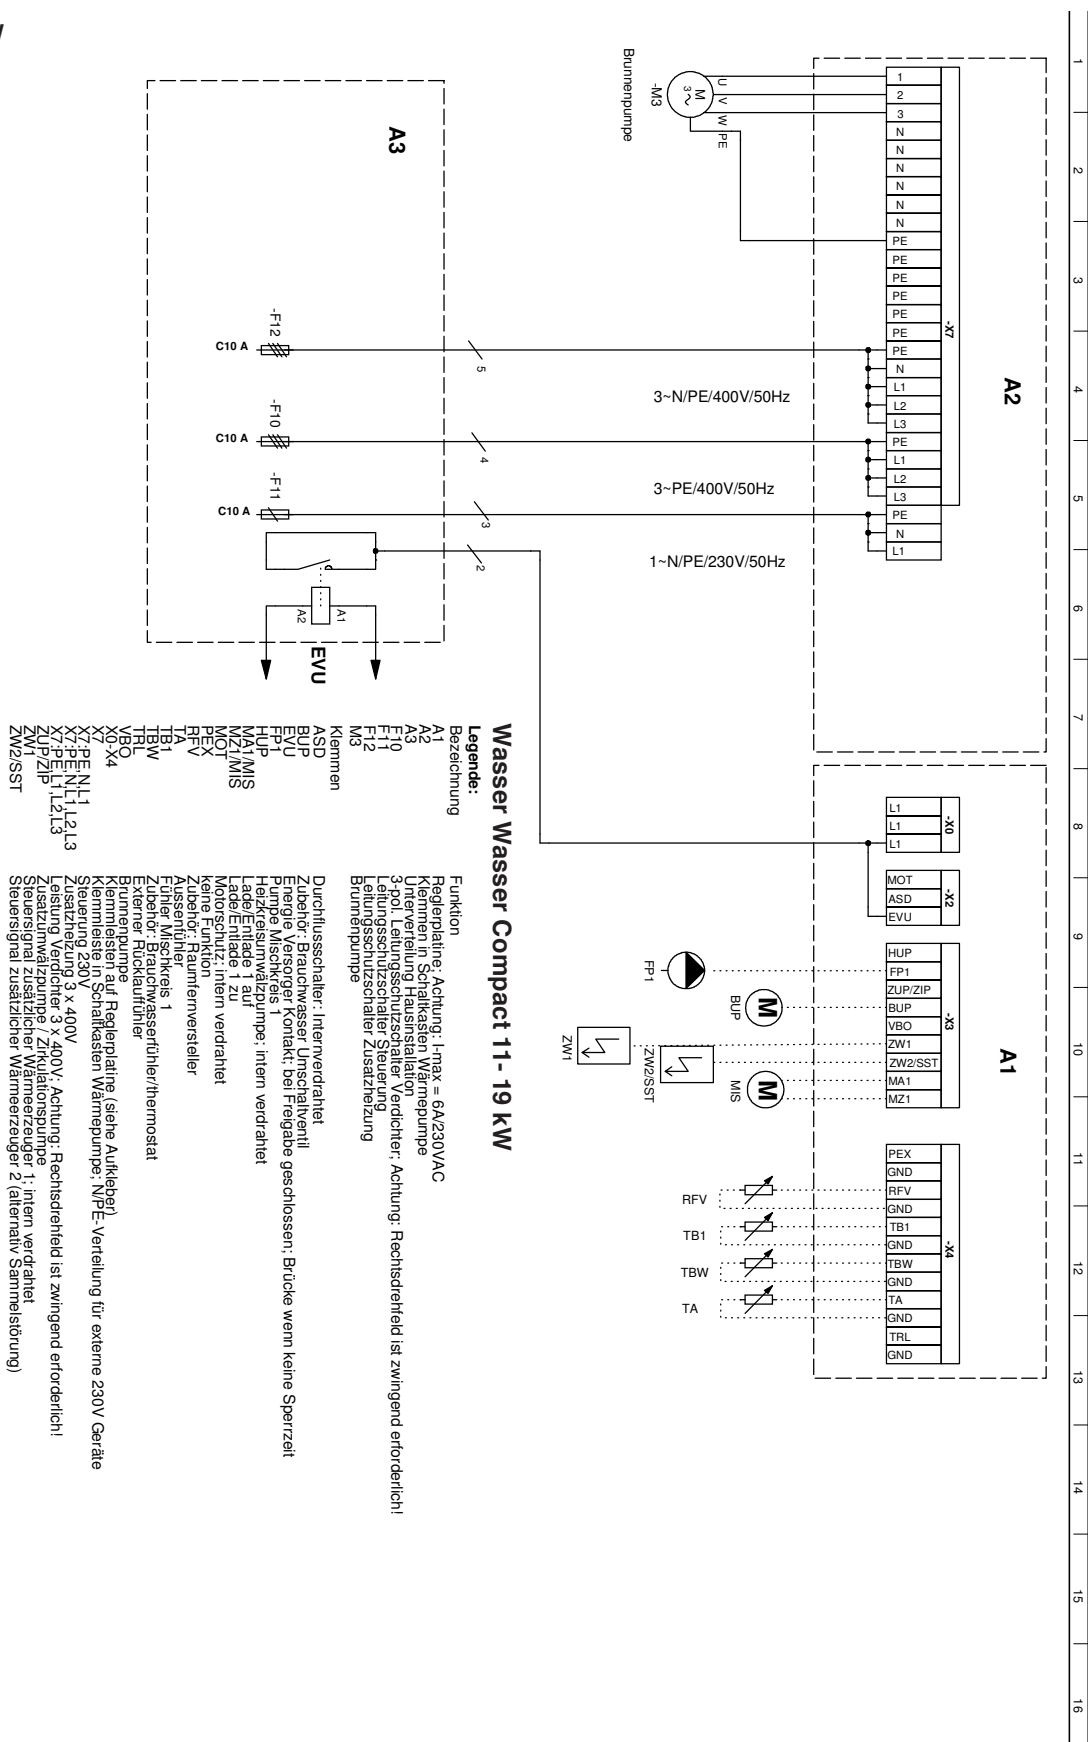 1
2
3
4
5
6
7
8
9
10
11
12
13
14
15
16
A2
-X7
1
2
3
N
N
N
N
N
N
PE
PE
PE
PE
PE
PE
PE
N
L1
L2
L3
PE
L1
L2
L3
PE
N
L1
U
V
W
PE
M
3~
-M3
Brunnenpumpe
3~N/PE/400V/50Hz
3~PE/400V/50Hz
1~N/PE/230V/50Hz
5
4
3
2
A3
-F12
C10 A
-F10
C10 A
-F11
C10 A
A1
A2
EVU
A1
-X0
L1
L1
L1
-X2
MOT
ASD
EVU
-X3
HUP
FP1
ZUP/ZIP
BUP
VBO
ZW1
ZW2/SST
MA1
MZ1
-X4
PEX
GND
RFV
GND
TB1
GND
TBW
GND
TA
GND
TRL
GND
FP1
M
BUP
ZW1
ZW2/SST
M
MIS
RFV
TB1
TBW
TA
Wasser Wasser Compact 11- 19 kW
Legende:
Bezeichnung Funktion
A1 Reglerplatine; Achtung: I-max = 6A/230VAC
A2 Klemmen in Schaltkasten Wärmepumpe
A3 Unterverteilung Hausinstallation
F10 3-pol. Leitungsschutzschalter Verdichter; Achtung: Rechtsdrehfeld ist zwingend erforderlich!
F11 Leitungsschutzschalter Steuerung
F12 Leitungsschutzschalter Zusatzheizung
M3 Brunnenpumpe
Klemmen
ASD Durchflussschalter: Internverdrahtet
BUP Zubehör: Brauchwasser Umschaltventil
EVU Energie Versorger Kontakt; bei Freigabe geschlossen; Brücke wenn keine Sperrzeit
FP1 Pumpe Mischkreis 1
HUP Heizkreisumwälzpumpe; intern verdrahtet
MA1/MIS Lade/Entlade 1 auf
MZ1/MIS Lade/Entlade 1 zu
MOT Motorschutz; intern verdrahtet
PEX keine Funktion
RFV Zubehör: Raumfernversteller
TA Aussenfühler
TB1 Fühler Mischkreis 1
TBW Zubehör: Brauchwasserfühler/thermostat
TRL Externer Rücklauffühler
VBO Brunnenpumpe
X0-X4 Klemmleisten auf Reglerplatine (siehe Aufkleber)
X7 Klemmleiste in Schaltkasten Wärmepumpe; N/PE-Verteilung für externe 230V Geräte
X7:PE,N,L1 Steuerung 230V
X7:PE,N,L1,L2,L3 Zusatzheizung 3 x 400V
X7:PE,L1,L2,L3 Leistung Verdichter 3 x 400V; Achtung: Rechtsdrehfeld ist zwingend erforderlich!
ZUP/ZIP Zusatzumwälzpumpe / Zirkulationspumpe
ZW1 Steuersignal zusätzlicher Wärmeerzeuger 1; intern verdrahtet
ZW2/SST Steuersignal zusätzlicher Wärmeerzeuger 2 (alternativ Sammelstörung)